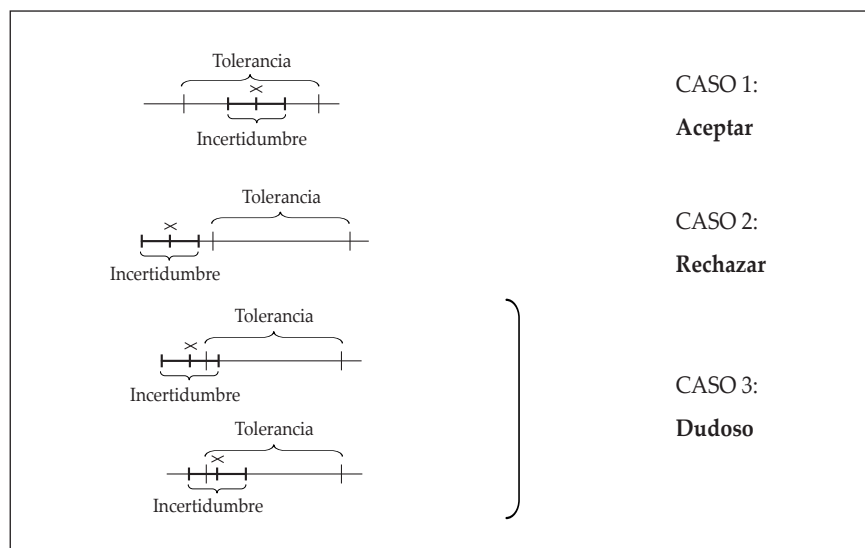 Tolerancia
×
Incertidumbre
CASO 1:
Aceptar
Tolerancia
×
Incertidumbre
CASO 2:
Rechazar
Tolerancia
×
Incertidumbre
Tolerancia
×
Incertidumbre
CASO 3:
Dudoso